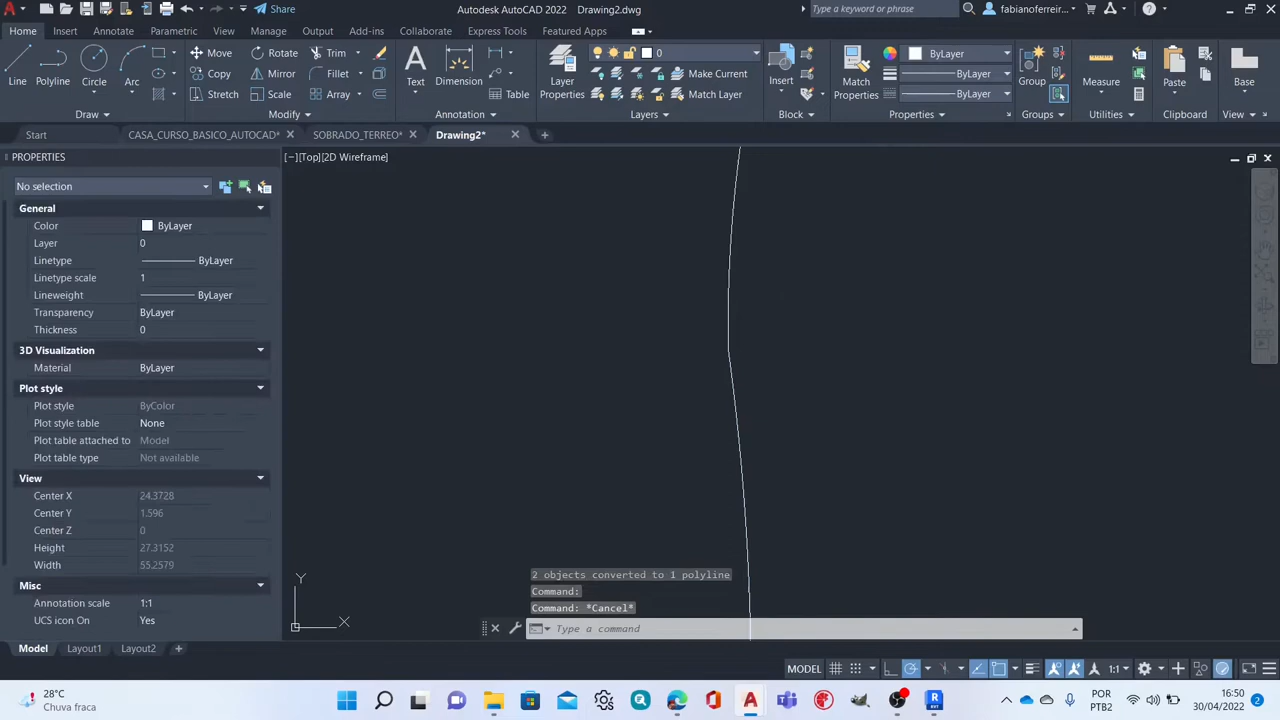 Share
Autodesk AutoCAD 2022 Drawing2.dwg
Type a keyword or phrase
fabianoferreir...
Home Insert Annotate Parametric View Manage Output Add-ins Collaborate Express Tools Featured Apps
Line Polyline Circle Arc
Move Rotate Trim
Copy Mirror Fillet
Stretch Scale Array
Text Dimension Table
Layer Properties
0
Make Current
Match Layer
Insert
Match Properties
ByLayer
ByLayer
ByLayer
Group Measure Paste Base
Draw Modify Annotation Layers Block Properties Groups Utilities Clipboard View
Start CASA_CURSO_BASICO_AUTOCAD* SOBRADO_TERREO* Drawing2*
PROPERTIES
[−][Top][2D Wireframe]
No selection
General
Color ByLayer
Layer 0
Linetype ByLayer
Linetype scale 1
Lineweight ByLayer
Transparency ByLayer
Thickness 0
3D Visualization
Material ByLayer
Plot style
Plot style ByColor
Plot style table None
Plot table attached to Model
Plot table type Not available
View
Center X 24.3728
Center Y 1.596
Center Z 0
Height 27.3152
Width 55.2579
Misc
Annotation scale 1:1
UCS icon On Yes
Y
X
2 objects converted to 1 polyline
Command:
Command: *Cancel*
Type a command
Model Layout1 Layout2
MODEL 1:1
28°C
Chuva fraca
POR
PTB2
16:50
30/04/2022
2